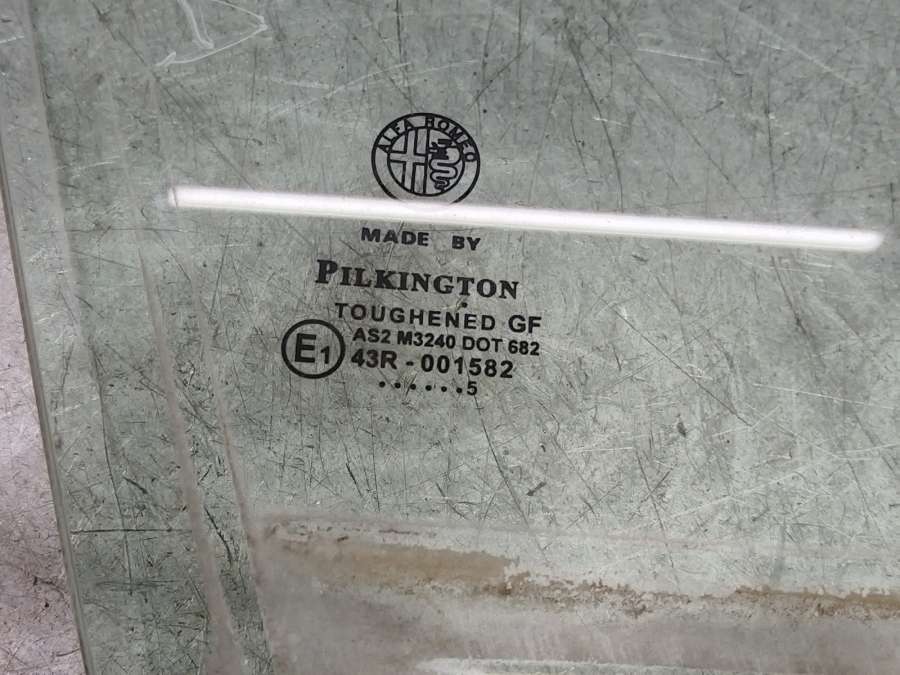 ALFA ROMEO
MADE BY
PILKINGTON
TOUGHENED GF
AS2 M3240 DOT 682
E1 43R - 001582
......5